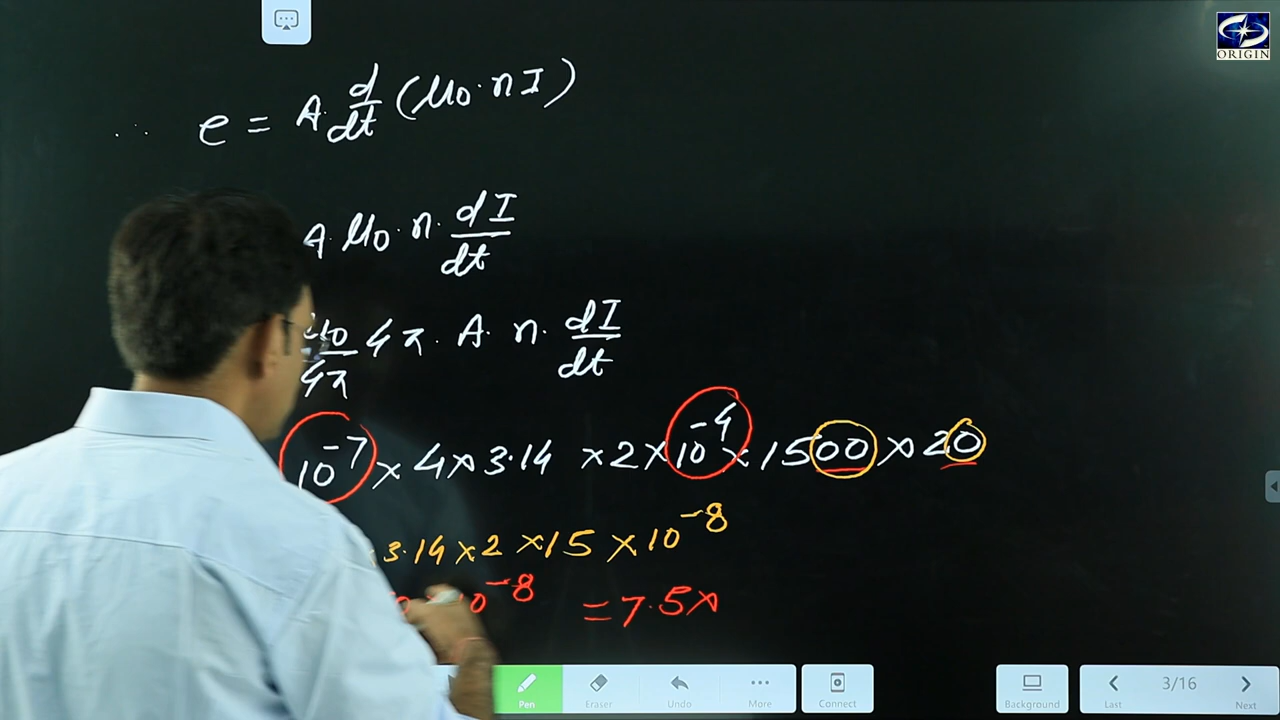 ORIGIN
∴ e = A. d/dt (μ0. nI)
A. μ0. n. dI/dt
μ0/4π 4π. A. n. dI/dt
10^-7 × 4 × 3.14 × 2 × 10^-4 × 1500 × 20
3.14 × 2 × 15 × 10^-8
10^-8 = 7.5 ×
Pen Eraser Undo More Connect Background Last 3/16 Next